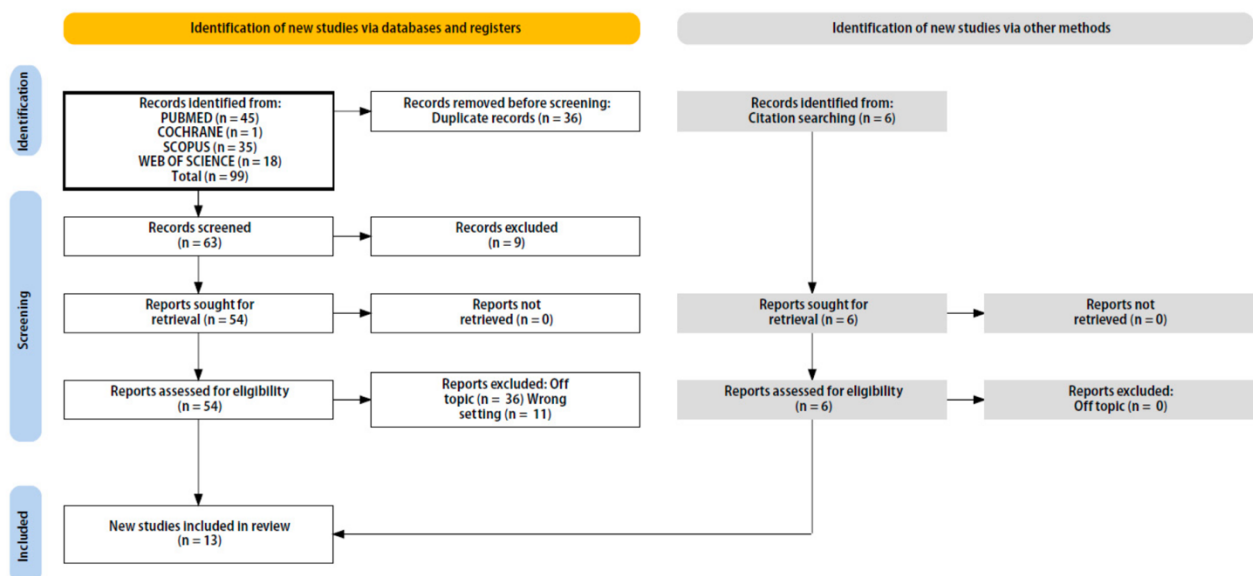 Identification of new studies via databases and registers
Identification of new studies via other methods
Identification
Records identified from:
PUBMED (n = 45)
COCHRANE (n = 1)
SCOPUS (n = 35)
WEB OF SCIENCE (n = 18)
Total (n = 99)
Records removed before screening:
Duplicate records (n = 36)
Records identified from:
Citation searching (n = 6)
Screening
Records screened
(n = 63)
Records excluded
(n = 9)
Reports sought for
retrieval (n = 54)
Reports not
retrieved (n = 0)
Reports sought for
retrieval (n = 6)
Reports not
retrieved (n = 0)
Reports assessed for eligibility
(n = 54)
Reports excluded: Off
topic (n = 36) Wrong
setting (n = 11)
Reports assessed for eligibility
(n = 6)
Reports excluded:
Off topic (n = 0)
Included
New studies included in review
(n = 13)